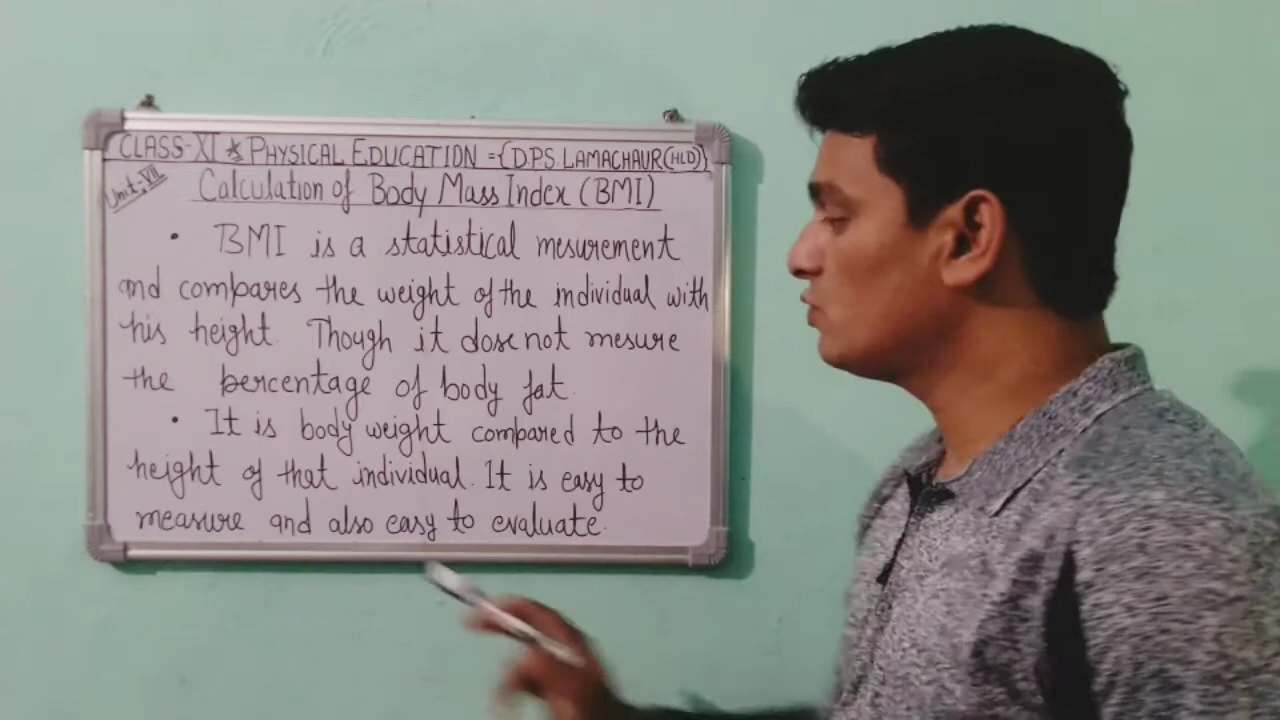 CLASS-XI * PHYSICAL EDUCATION = {D.P.S. LAMACHAUR(HLD)}
Unit-VII
Calculation of Body Mass Index (BMI)
• BMI is a statistical mesurement
and compares the weight of the individual with
his height. Though it dose not mesure
the percentage of body fat.
• It is body weight compared to the
height of that individual. It is easy to
measure and also easy to evaluate.